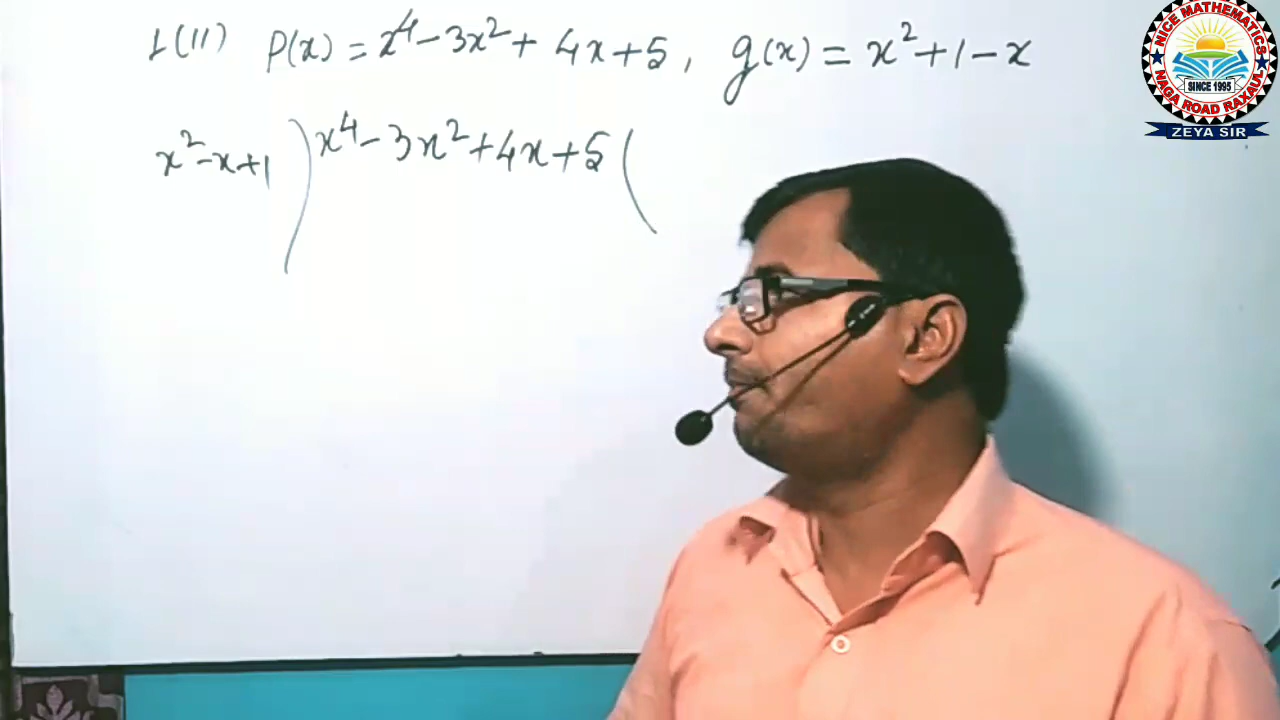 1(11) P(x) = x⁴ - 3x² + 4x + 5, g(x) = x² + 1 - x
x² - x + 1 ) x⁴ - 3x² + 4x + 5 (
NICE MATHEMATICS
SINCE 1995
NAGA ROAD RAXAUL
ZEYA SIR